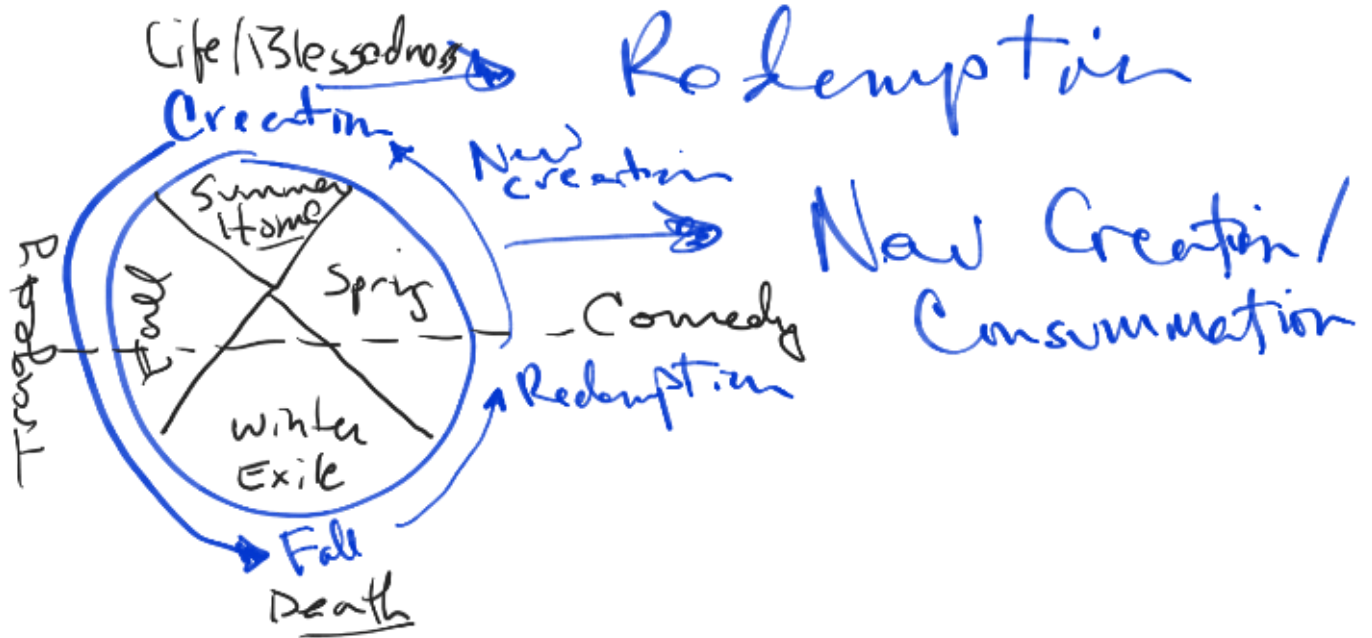 Life/Blessedness
Redemption
Creation
New
creation
New Creation/
Consummation
Summer
Home
Fall
Spring
Tragedy
Comedy
Redemption
Winter
Exile
Fall
Death